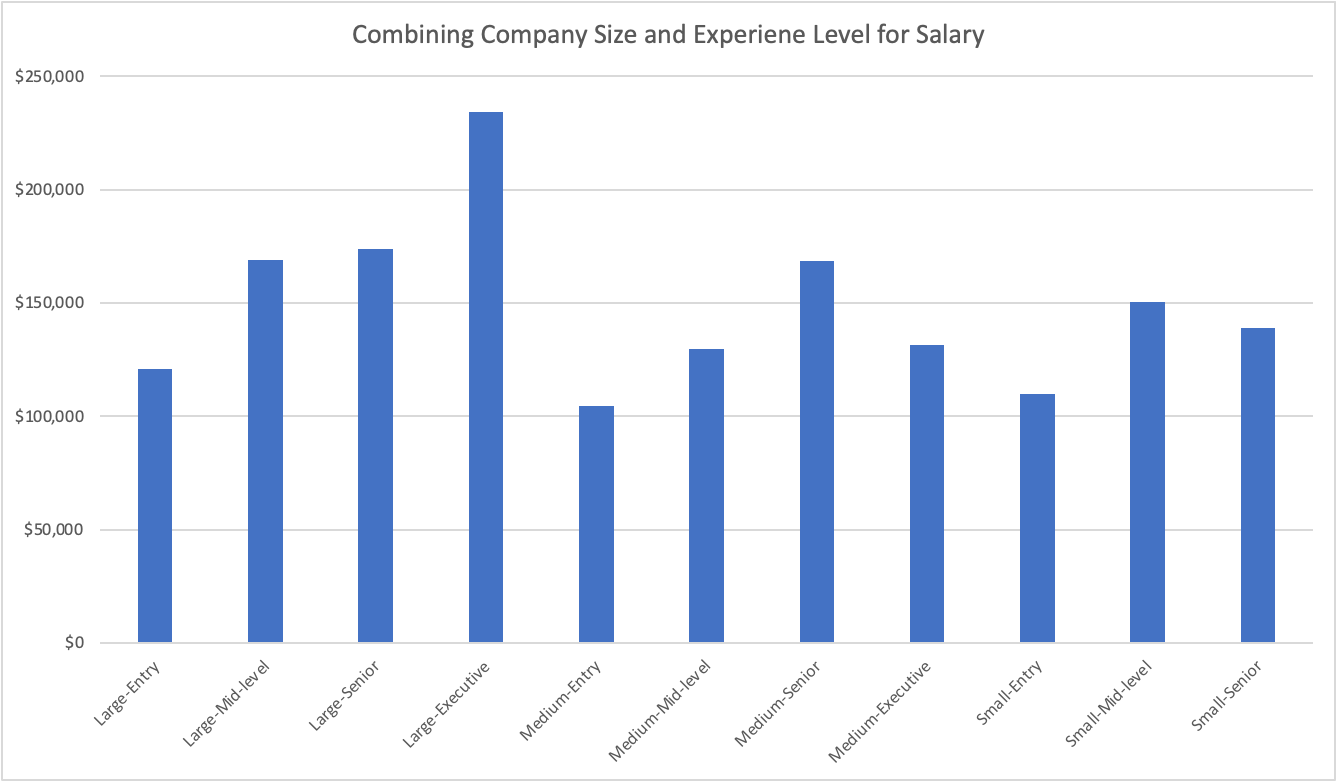 Combining Company Size and Experiene Level for Salary
$250,000
$200,000
$150,000
$100,000
$50,000
$0
Large-Entry
Large-Mid-level
Large-Senior
Large-Executive
Medium-Entry
Medium-Mid-level
Medium-Senior
Medium-Executive
Small-Entry
Small-Mid-level
Small-Senior